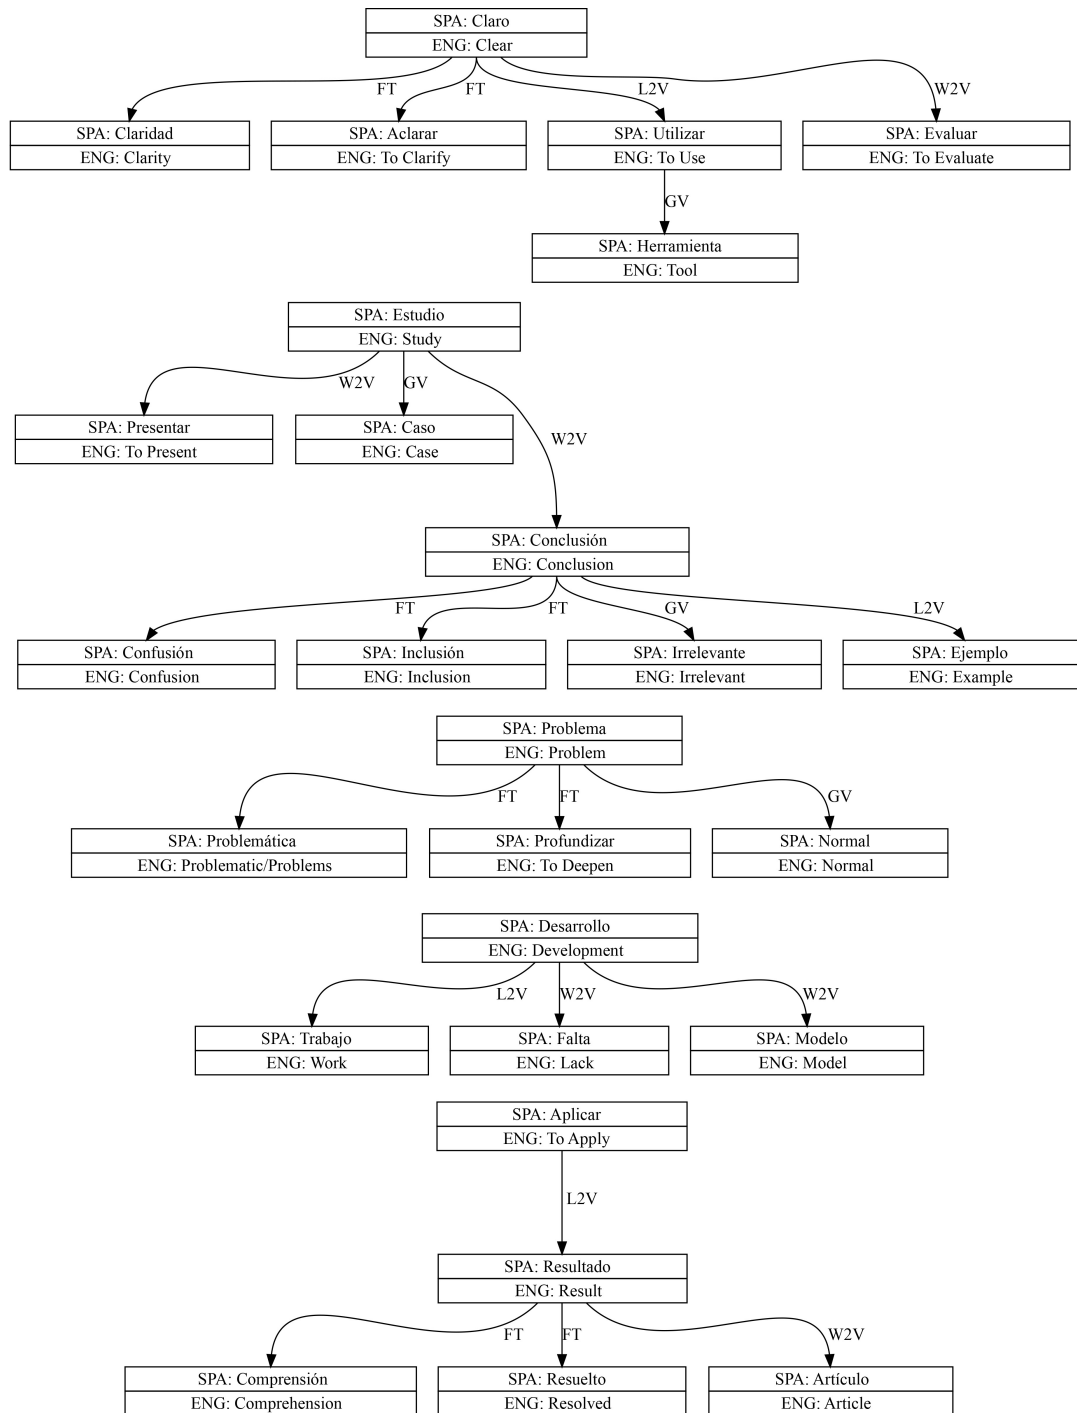 SPA: Claro
ENG: Clear
FT
FT
L2V
W2V
SPA: Claridad
ENG: Clarity
SPA: Aclarar
ENG: To Clarify
SPA: Utilizar
ENG: To Use
SPA: Evaluar
ENG: To Evaluate
GV
SPA: Herramienta
ENG: Tool
SPA: Estudio
ENG: Study
W2V
GV
W2V
SPA: Presentar
ENG: To Present
SPA: Caso
ENG: Case
SPA: Conclusión
ENG: Conclusion
FT
FT
GV
L2V
SPA: Confusión
ENG: Confusion
SPA: Inclusión
ENG: Inclusion
SPA: Irrelevante
ENG: Irrelevant
SPA: Ejemplo
ENG: Example
SPA: Problema
ENG: Problem
FT
FT
GV
SPA: Problemática
ENG: Problematic/Problems
SPA: Profundizar
ENG: To Deepen
SPA: Normal
ENG: Normal
SPA: Desarrollo
ENG: Development
L2V
W2V
W2V
SPA: Trabajo
ENG: Work
SPA: Falta
ENG: Lack
SPA: Modelo
ENG: Model
SPA: Aplicar
ENG: To Apply
L2V
SPA: Resultado
ENG: Result
FT
FT
W2V
SPA: Comprensión
ENG: Comprehension
SPA: Resuelto
ENG: Resolved
SPA: Artículo
ENG: Article